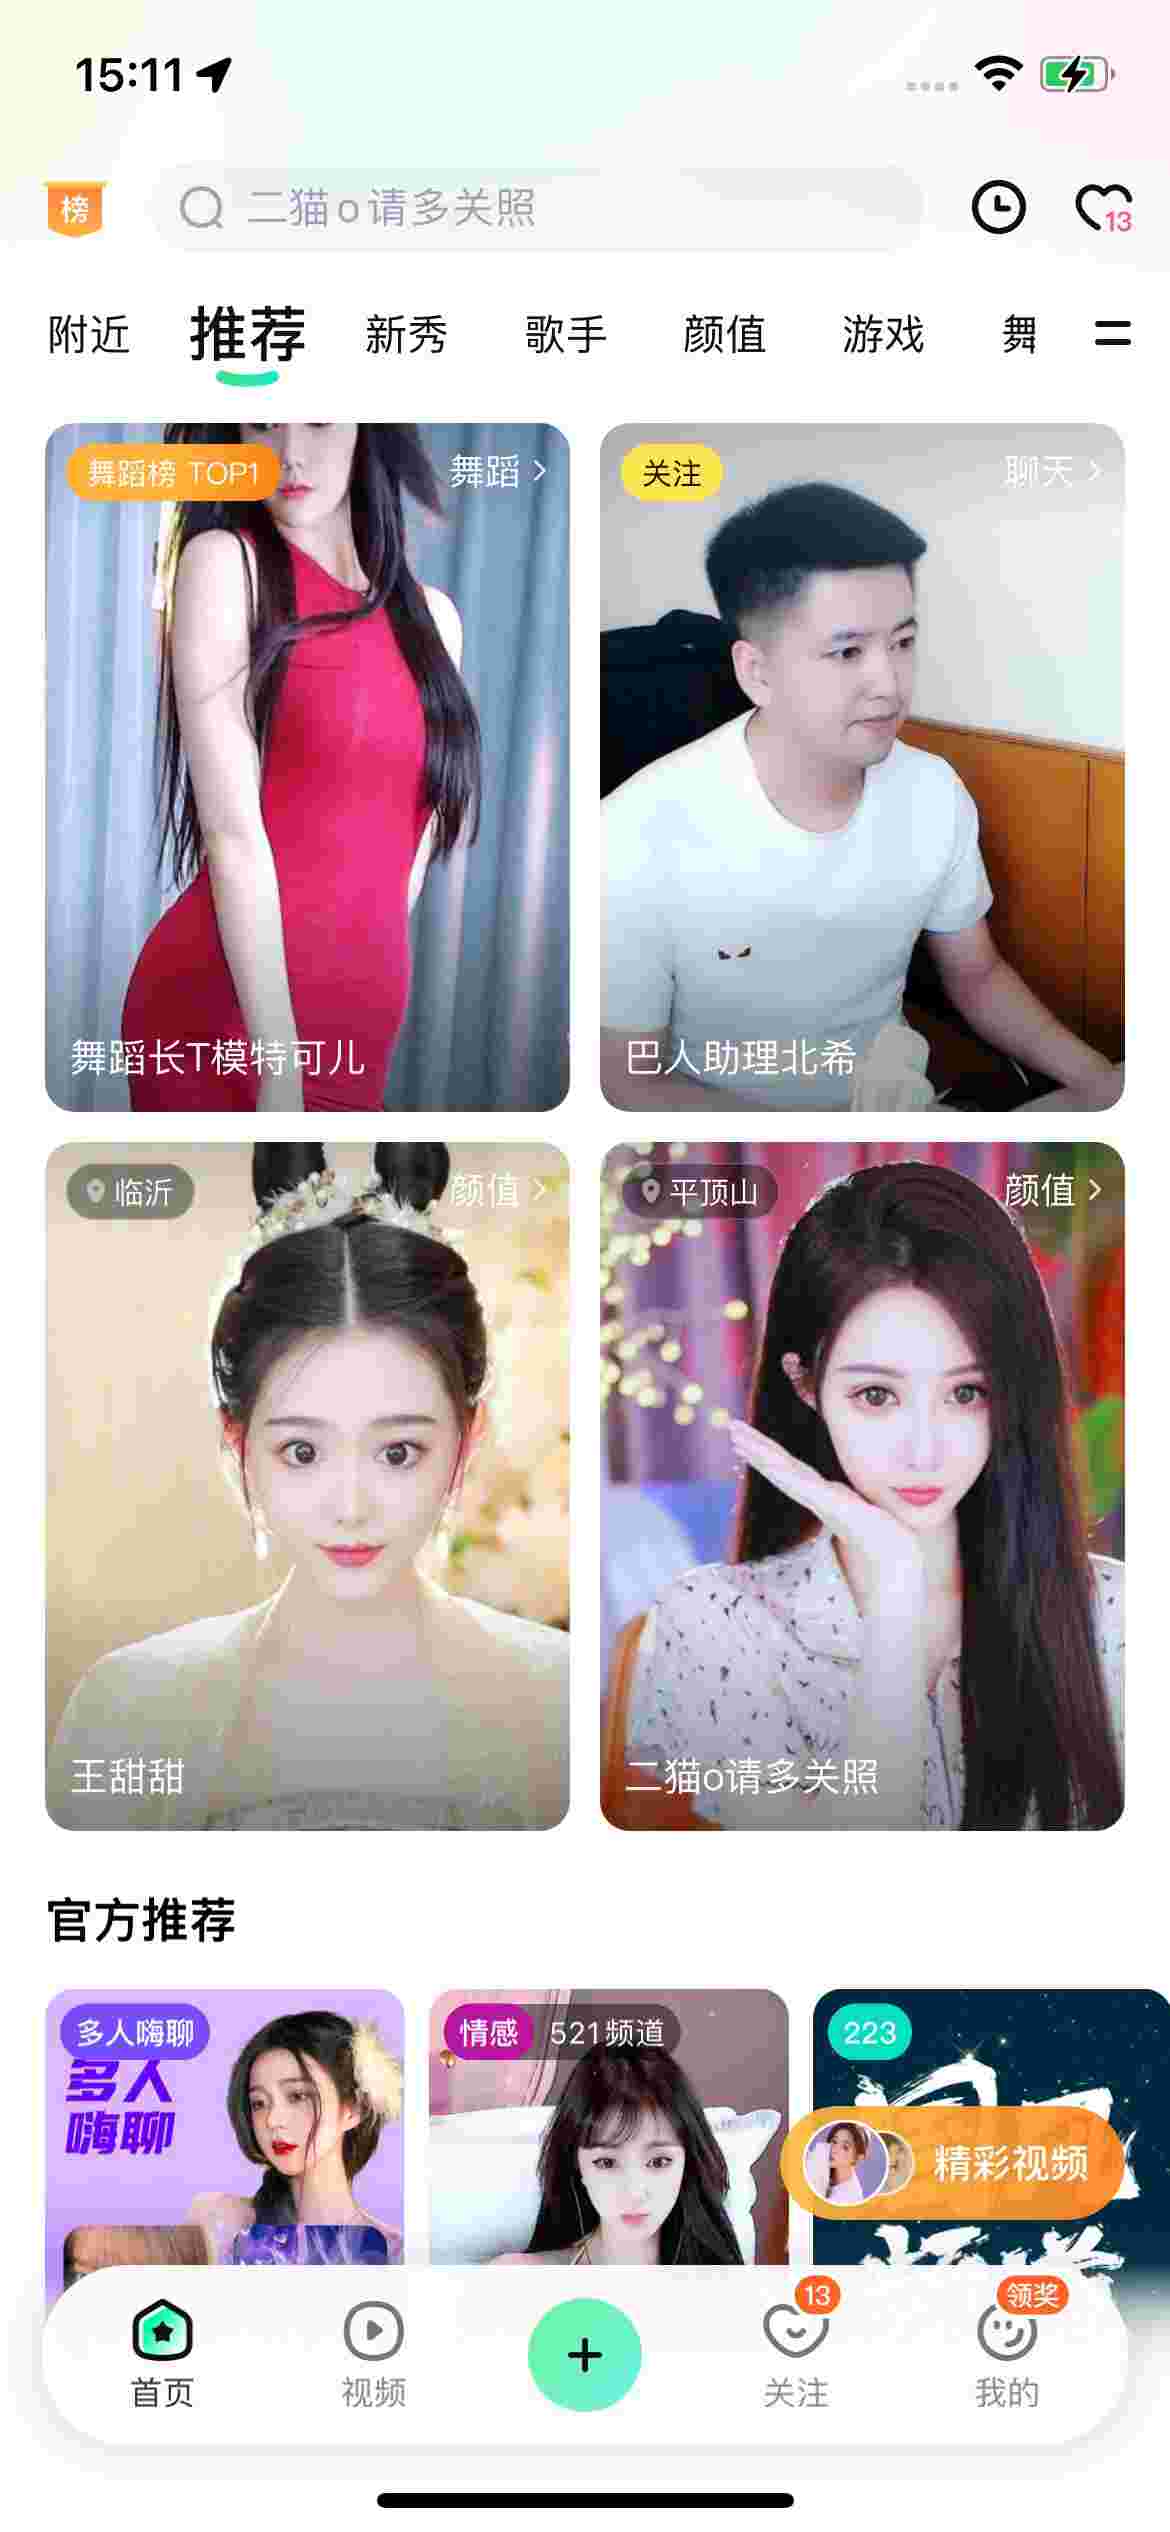 15:11
榜
二猫o请多关照
13
附近 推荐 新秀 歌手 颜值 游戏 舞
舞蹈榜 TOP1 舞蹈
关注 聊天
舞蹈长T模特可儿
巴人助理北希
临沂 颜值
平顶山 颜值
王甜甜
二猫o请多关照
官方推荐
多人嗨聊
多人
嗨聊
情感 521频道
223
精彩视频
首页
视频
+
13
关注
领奖
我的